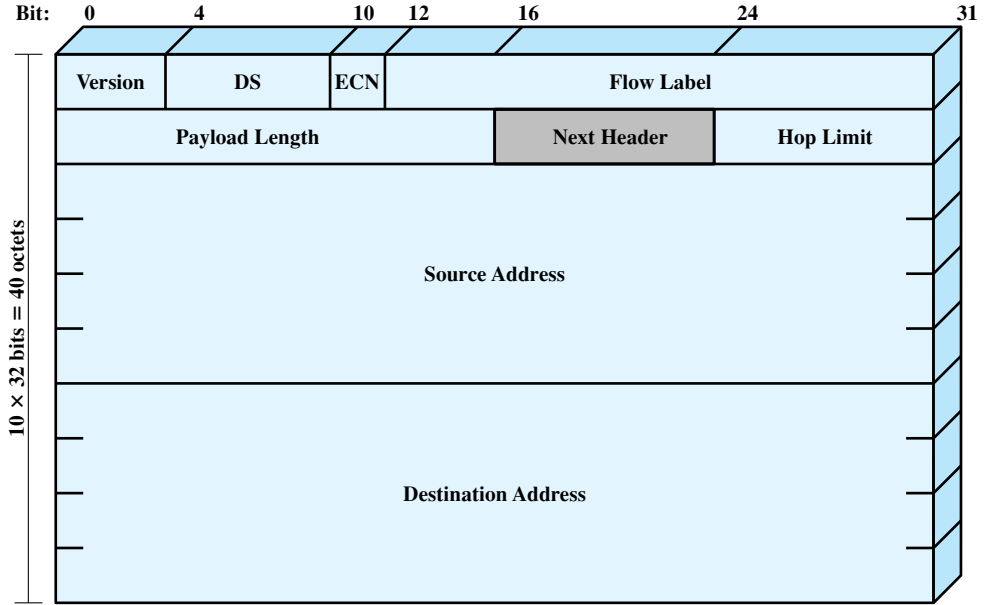 Bit: 0 4 10 12 16 24 31
Version DS ECN Flow Label
Payload Length Next Header Hop Limit
Source Address
10 × 32 bits = 40 octets
Destination Address